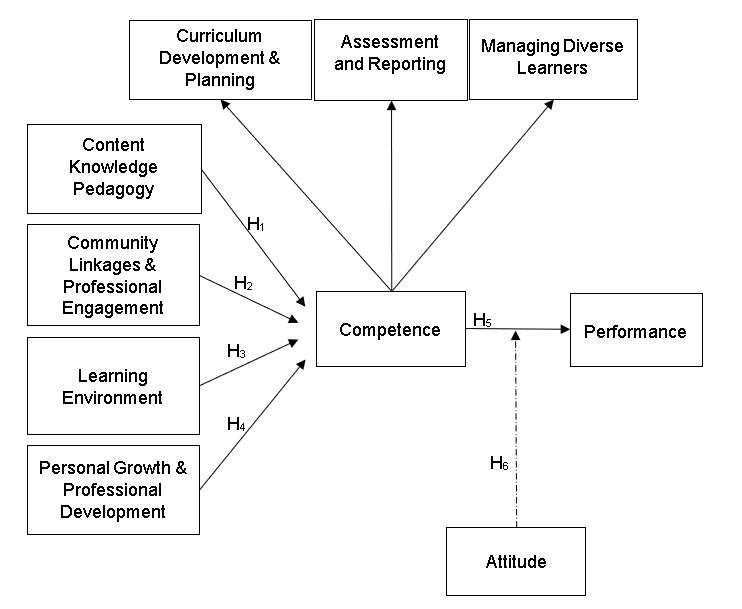 Curriculum
Development &
Planning
Assessment
and Reporting
Managing Diverse
Learners
Content
Knowledge
Pedagogy
H1
Community
Linkages &
Professional
Engagement
H2
Learning
Environment
H3
Personal Growth &
Professional
Development
H4
Competence
H5
Performance
H6
Attitude